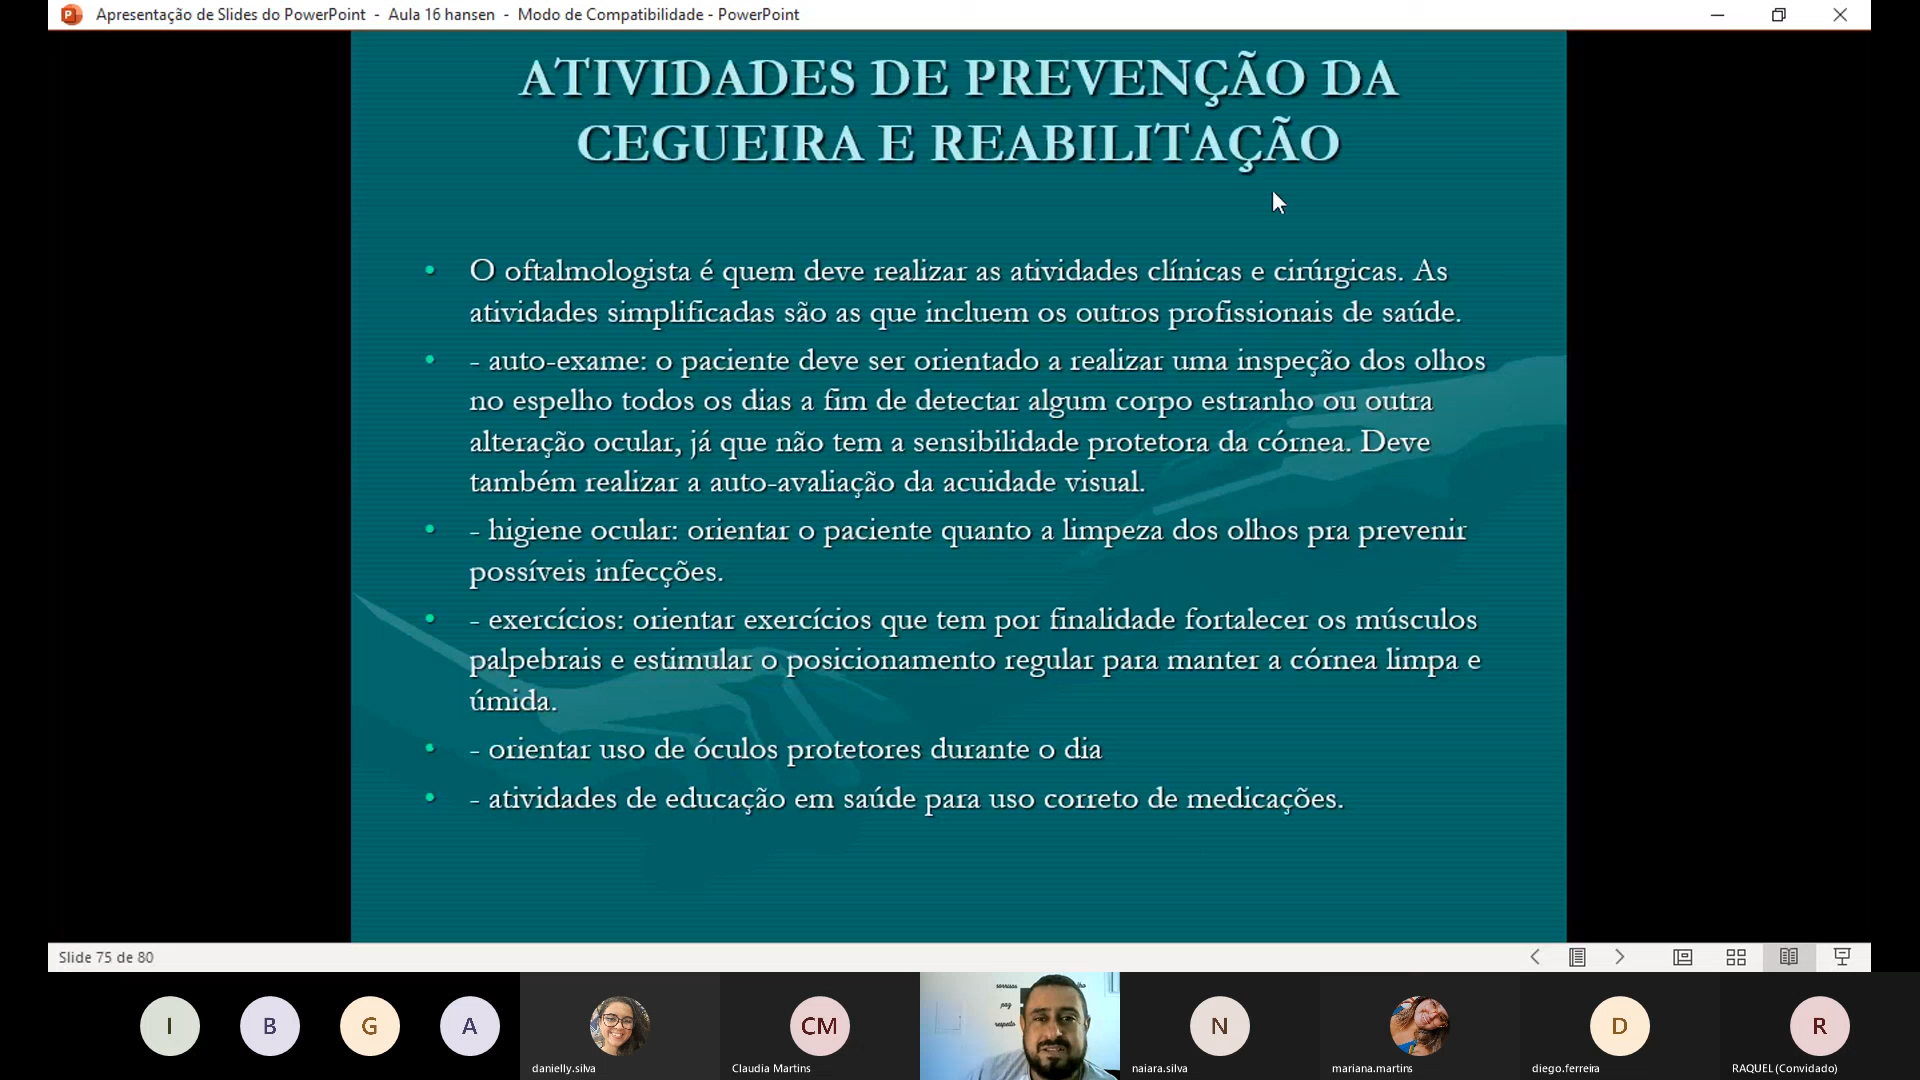 Apresentação de Slides do PowerPoint - Aula 16 hansen - Modo de Compatibilidade - PowerPoint
ATIVIDADES DE PREVENÇÃO DA
CEGUEIRA E REABILITAÇÃO
• O oftalmologista é quem deve realizar as atividades clínicas e cirúrgicas. As
atividades simplificadas são as que incluem os outros profissionais de saúde.
• - auto-exame: o paciente deve ser orientado a realizar uma inspeção dos olhos
no espelho todos os dias a fim de detectar algum corpo estranho ou outra
alteração ocular, já que não tem a sensibilidade protetora da córnea. Deve
também realizar a auto-avaliação da acuidade visual.
• - higiene ocular: orientar o paciente quanto a limpeza dos olhos pra prevenir
possíveis infecções.
• - exercícios: orientar exercícios que tem por finalidade fortalecer os músculos
palpebrais e estimular o posicionamento regular para manter a córnea limpa e
úmida.
• - orientar uso de óculos protetores durante o dia
• - atividades de educação em saúde para uso correto de medicações.
Slide 75 de 80
I B G A CM N D R
sorrisos
paz
respeito
danielly.silva Claudia Martins naiara.silva mariana.martins diego.ferreira RAQUEL (Convidado)